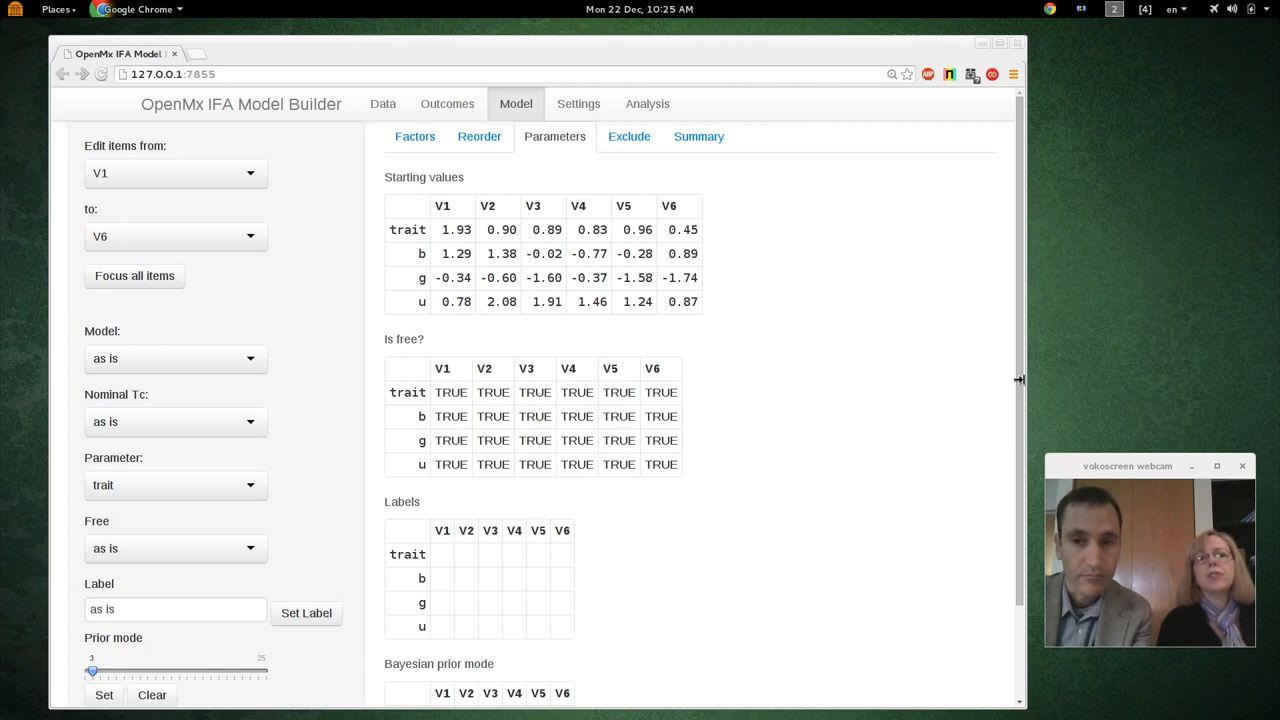 Places Google Chrome Mon 22 Dec, 10:25 AM 2 [4] en
OpenMx IFA Model
127.0.0.1:7855 ABP
OpenMx IFA Model Builder Data Outcomes Model Settings Analysis
Factors Reorder Parameters Exclude Summary
Edit items from:
V1
to:
V6
Focus all items
Model:
as is
Nominal Tc:
as is
Parameter:
trait
Free
as is
Label
as is Set Label
Prior mode
3 25
Set Clear
Starting values
V1 V2 V3 V4 V5 V6
trait 1.93 0.90 0.89 0.83 0.96 0.45
b 1.29 1.38 -0.02 -0.77 -0.28 0.89
g -0.34 -0.60 -1.60 -0.37 -1.58 -1.74
u 0.78 2.08 1.91 1.46 1.24 0.87
Is free?
V1 V2 V3 V4 V5 V6
trait TRUE TRUE TRUE TRUE TRUE TRUE
b TRUE TRUE TRUE TRUE TRUE TRUE
g TRUE TRUE TRUE TRUE TRUE TRUE
u TRUE TRUE TRUE TRUE TRUE TRUE
Labels
V1 V2 V3 V4 V5 V6
trait
b
g
u
Bayesian prior mode
V1 V2 V3 V4 V5 V6
vokoscreen webcam